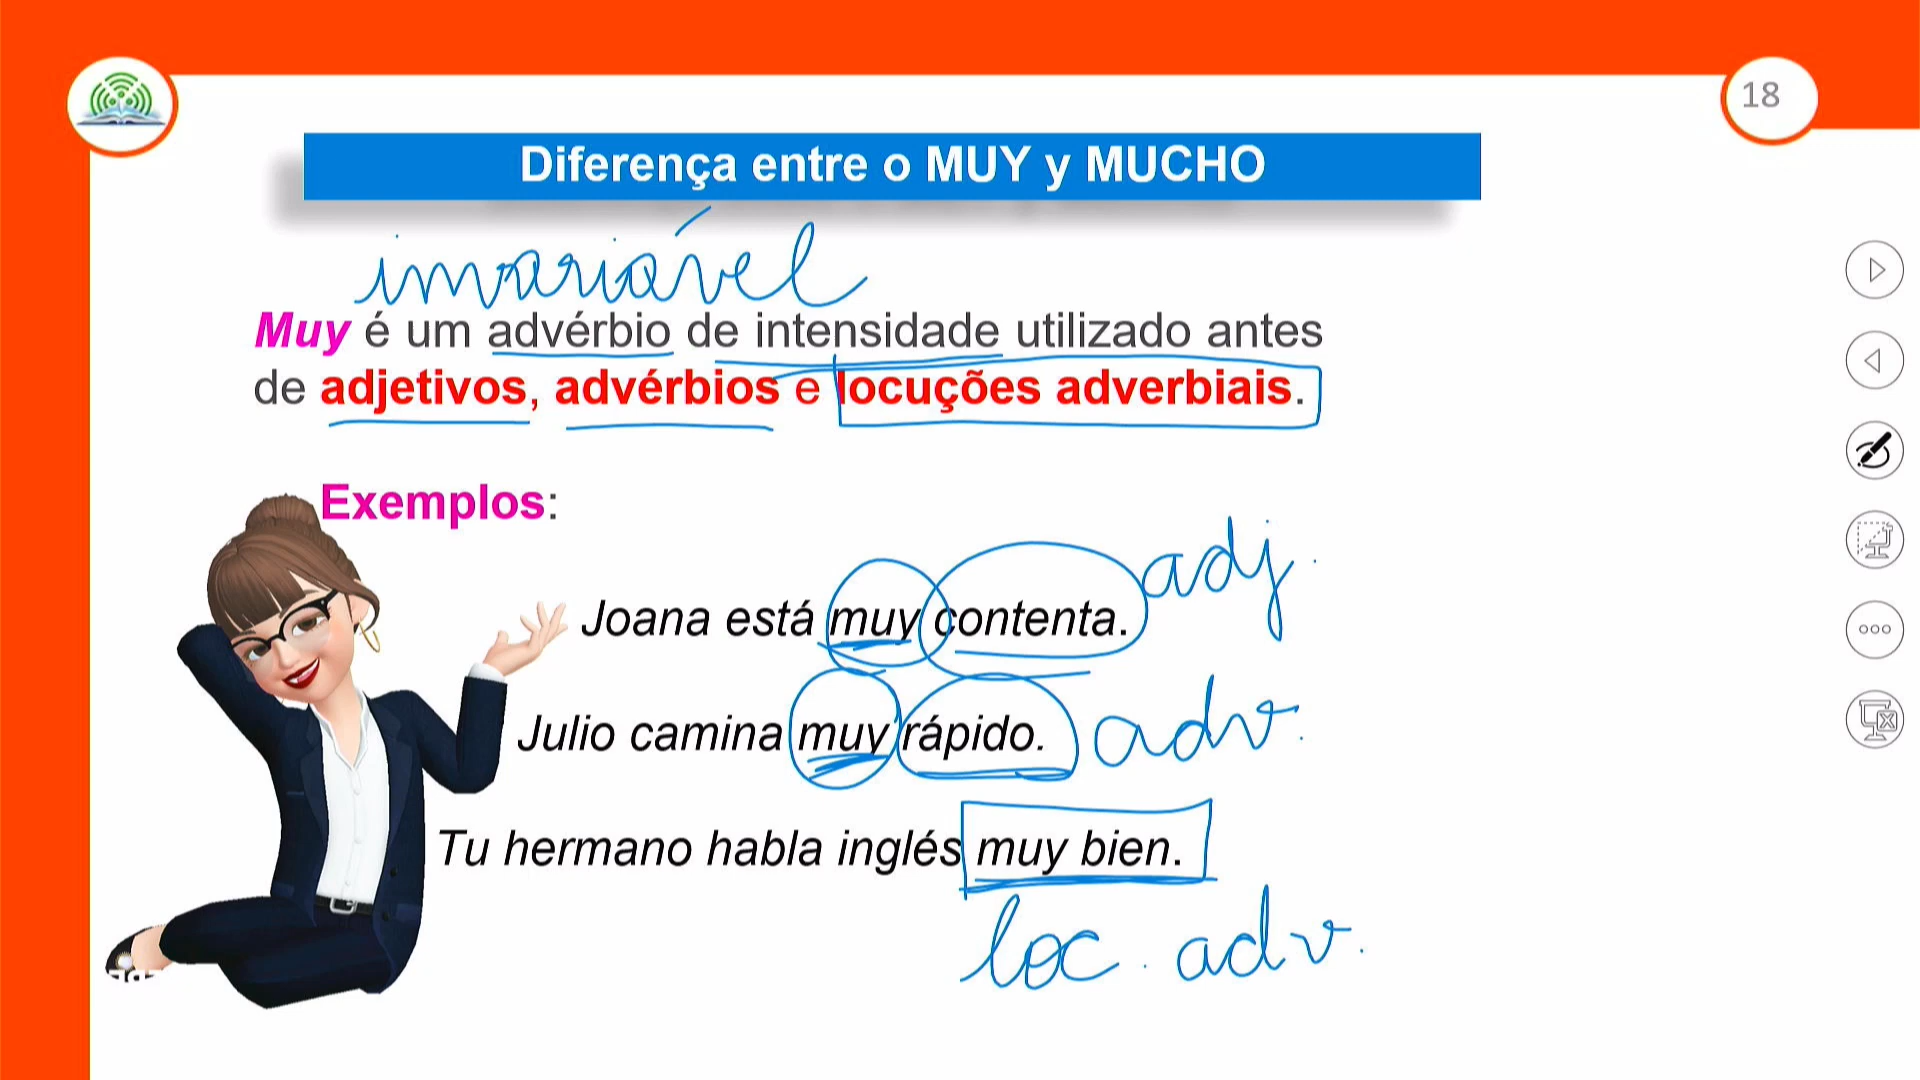 18
Diferença entre o MUY y MUCHO
invariável
Muy é um advérbio de intensidade utilizado antes
de adjetivos, advérbios e locuções adverbiais.
Exemplos:
adj.
Joana está muy contenta.
Julio camina muy rápido. adv.
Tu hermano habla inglés muy bien.
loc. adv.